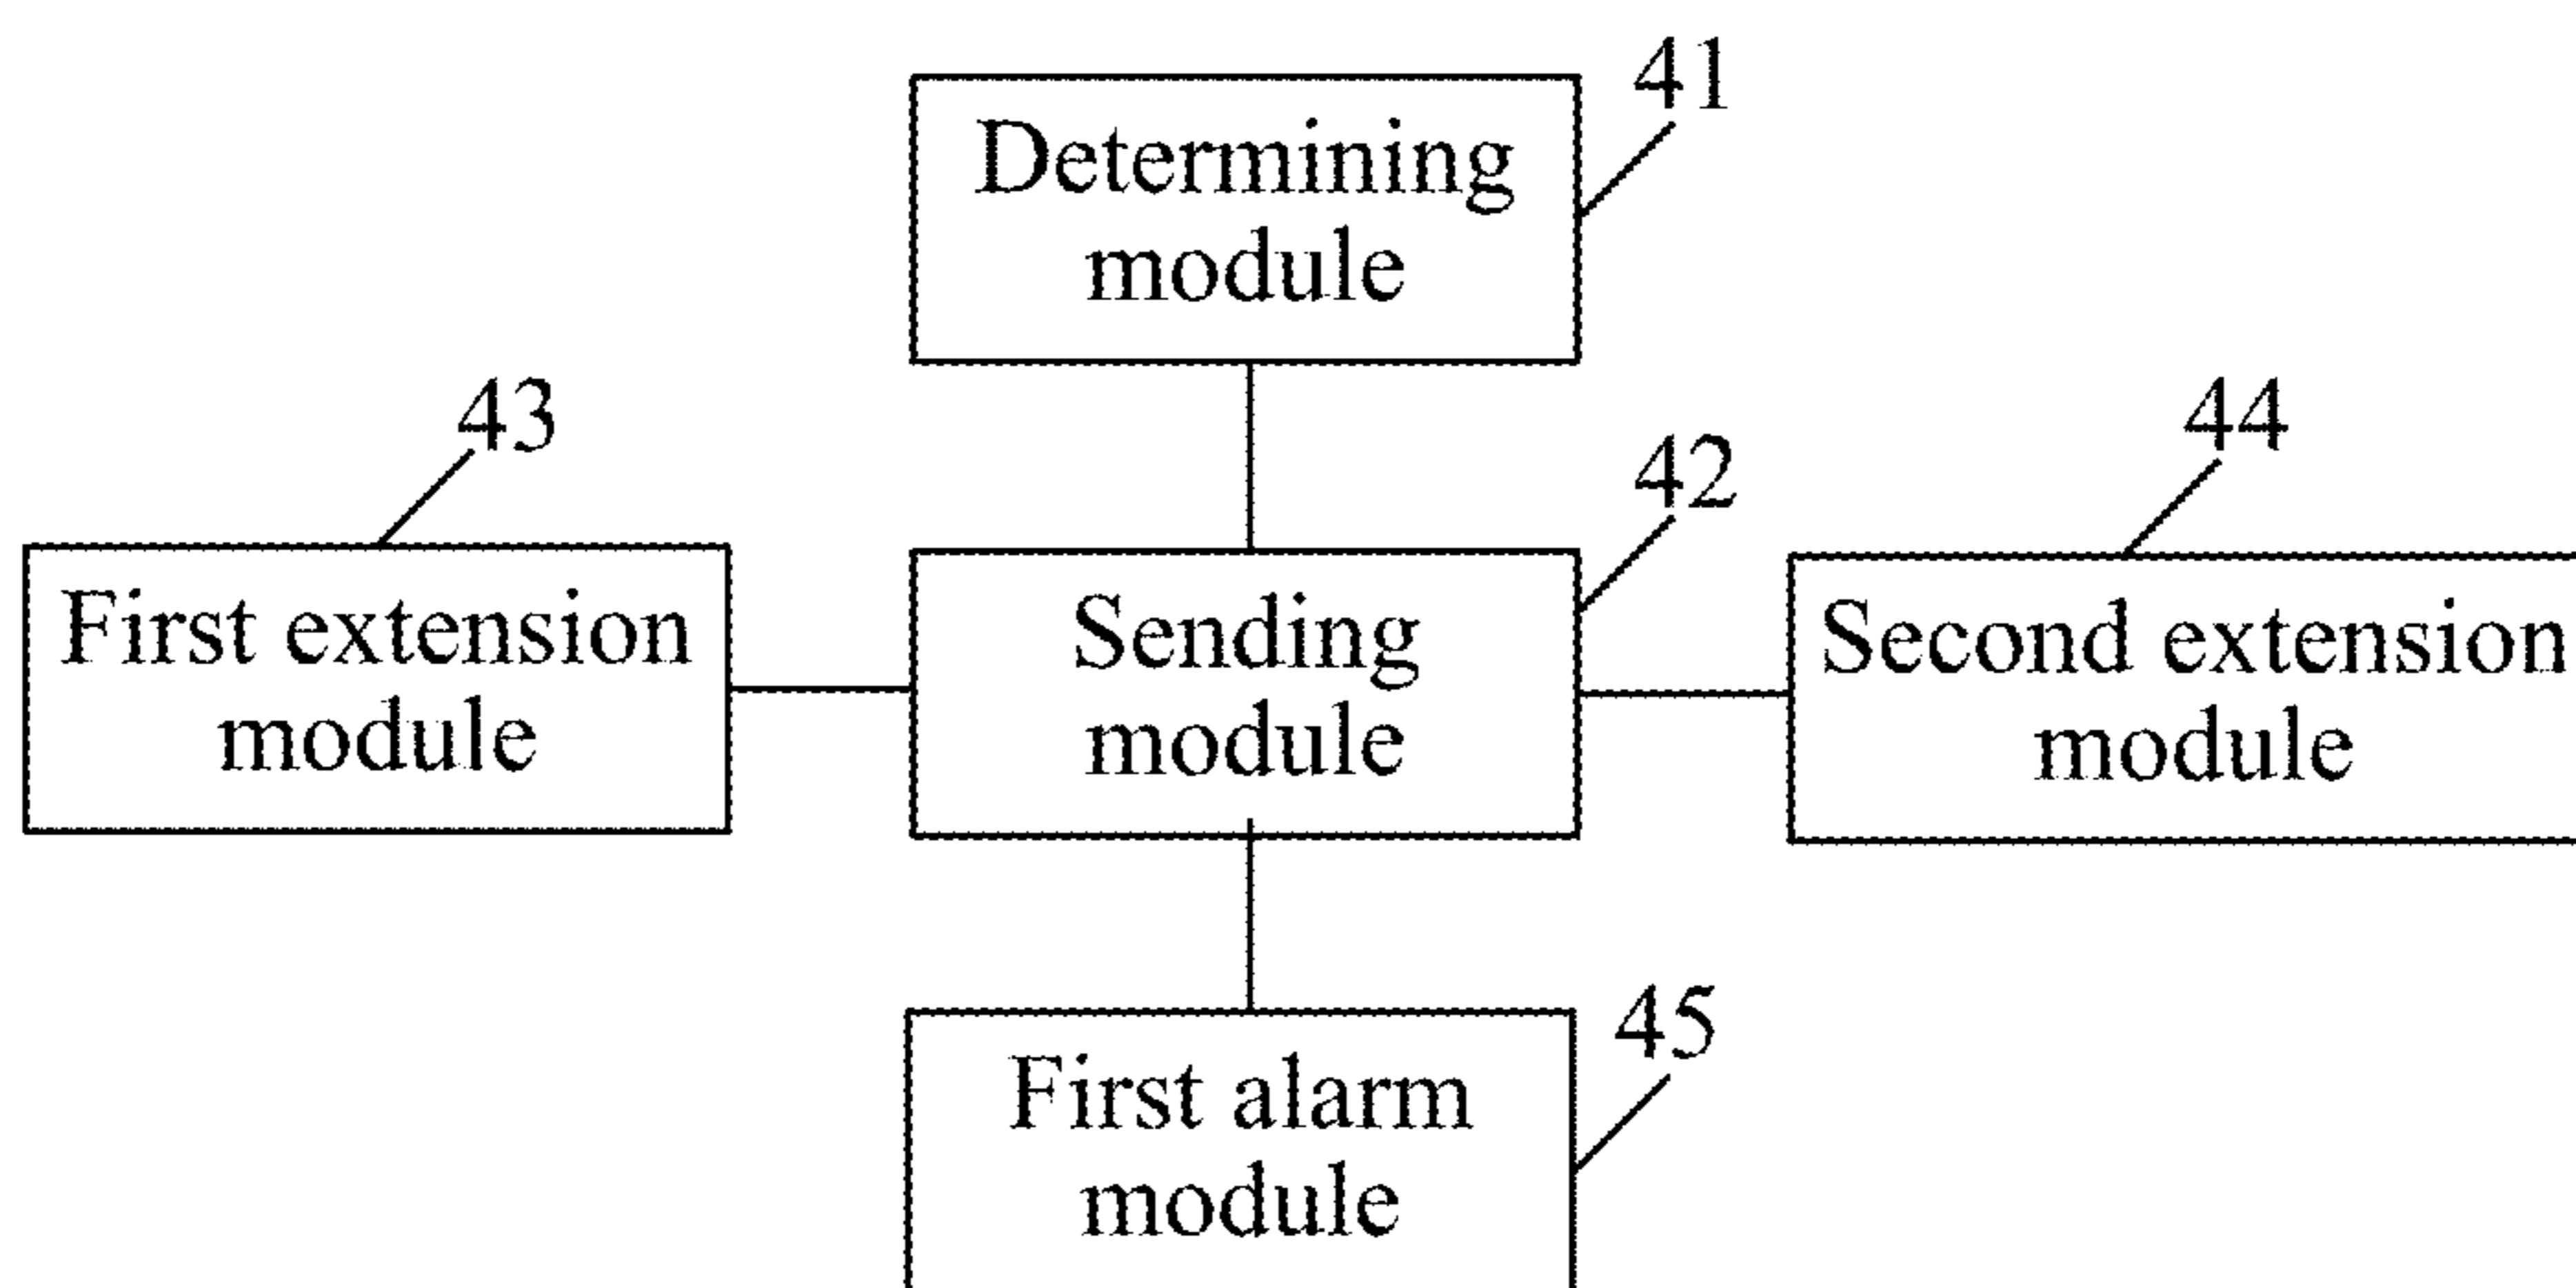 41
Determining
module
43
42
44
First extension
module
Sending
module
Second extension
module
45
First alarm
module